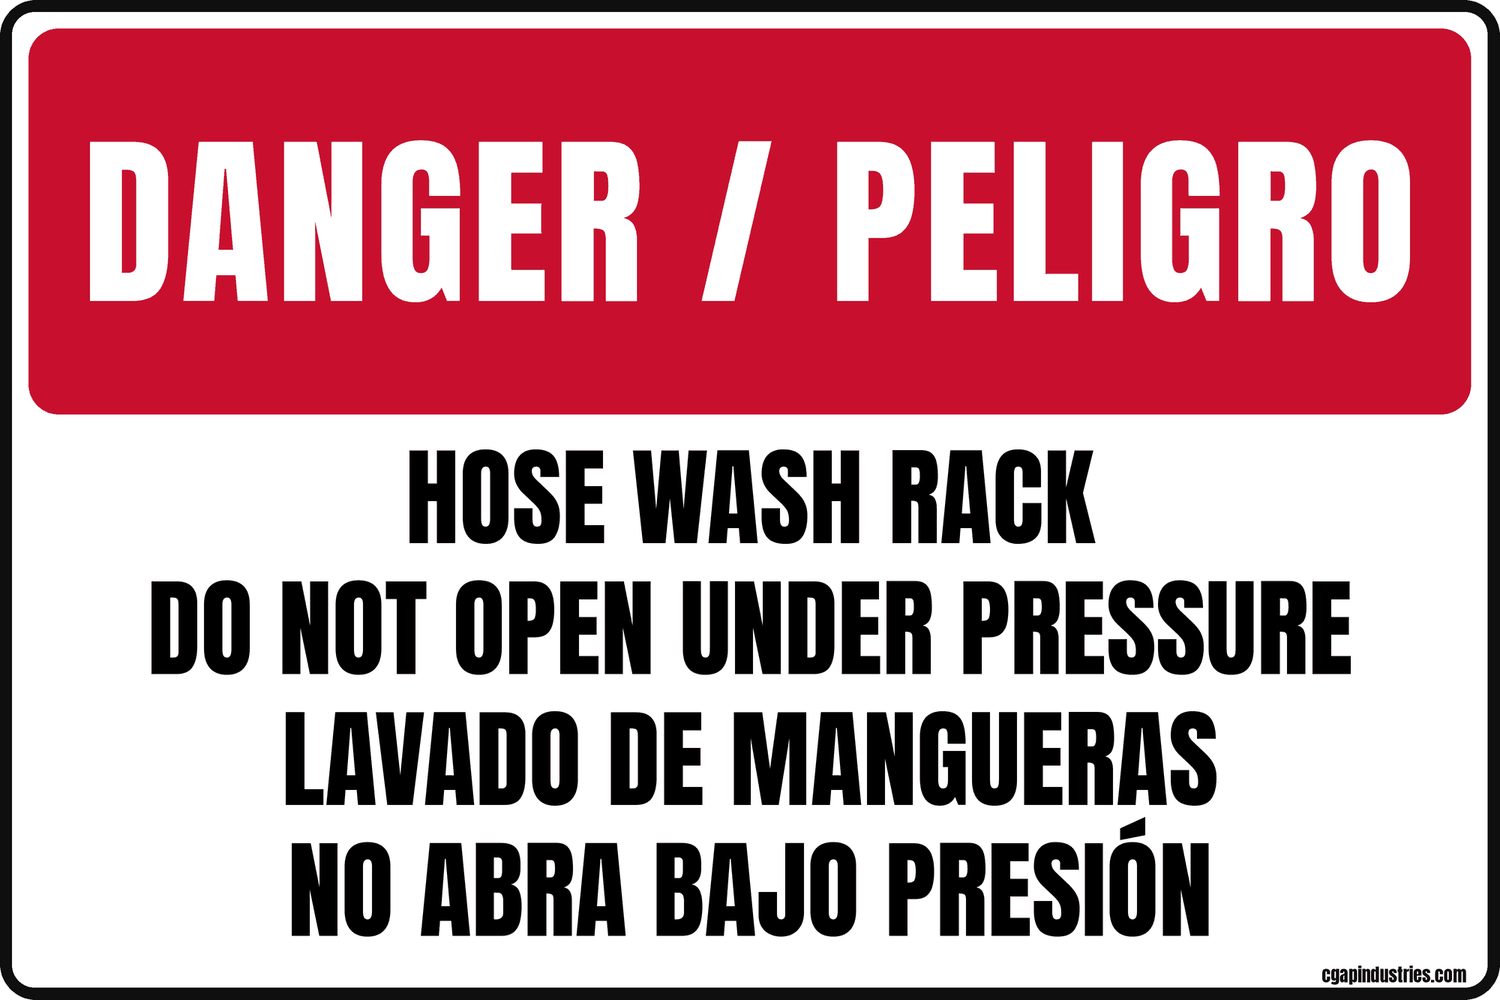 DANGER / PELIGRO
HOSE WASH RACK
DO NOT OPEN UNDER PRESSURE
LAVADO DE MANGUERAS
NO ABRA BAJO PRESIÓN
cgapindustries.com